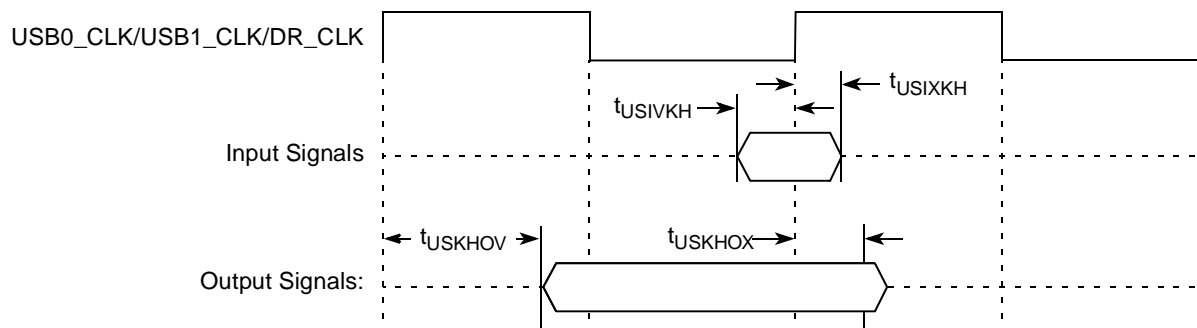 USB0_CLK/USB1_CLK/DR_CLK
tUSIXKH
tUSIVKH
Input Signals
tUSKHOV
tUSKHOX
Output Signals: